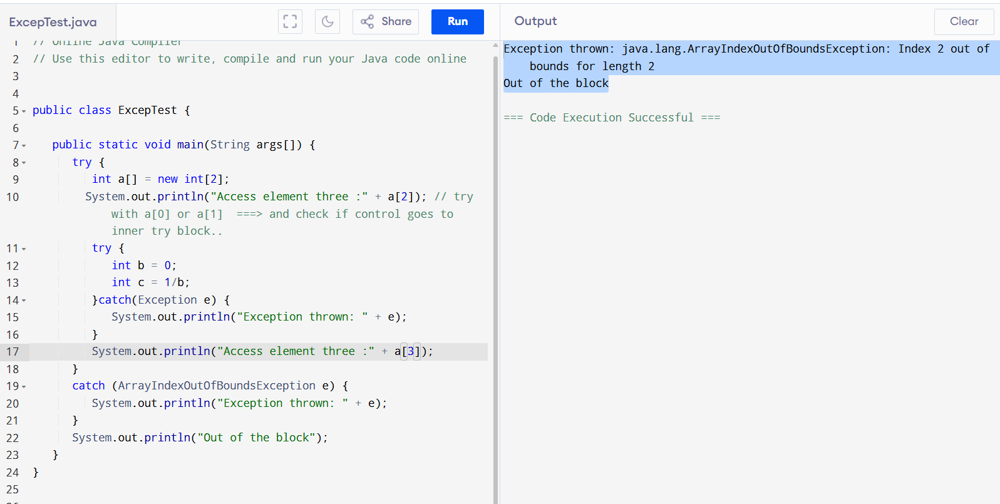 ExcepTest.java
Share
Run
Output
Clear
1 // Online Java Compiler
2 // Use this editor to write, compile and run your Java code online
3
4
5 public class ExcepTest {
6
7 public static void main(String args[]) {
8 try {
9 int a[] = new int[2];
10 System.out.println("Access element three :" + a[2]); // try
with a[0] or a[1]  ===> and check if control goes to
inner try block..
11 try {
12 int b = 0;
13 int c = 1/b;
14 }catch(Exception e) {
15 System.out.println("Exception thrown: " + e);
16 }
17 System.out.println("Access element three :" + a[3]);
18 }
19 catch (ArrayIndexOutOfBoundsException e) {
20 System.out.println("Exception thrown: " + e);
21 }
22 System.out.println("Out of the block");
23 }
24 }
25
Exception thrown: java.lang.ArrayIndexOutOfBoundsException: Index 2 out of
bounds for length 2
Out of the block
=== Code Execution Successful ===